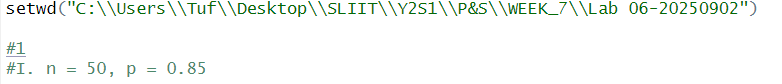 setwd("C:\\Users\\Tuf\\Desktop\\SLIIT\\Y2S1\\P&S\\WEEK_7\\Lab 06-20250902")
#1
#I. n = 50, p = 0.85